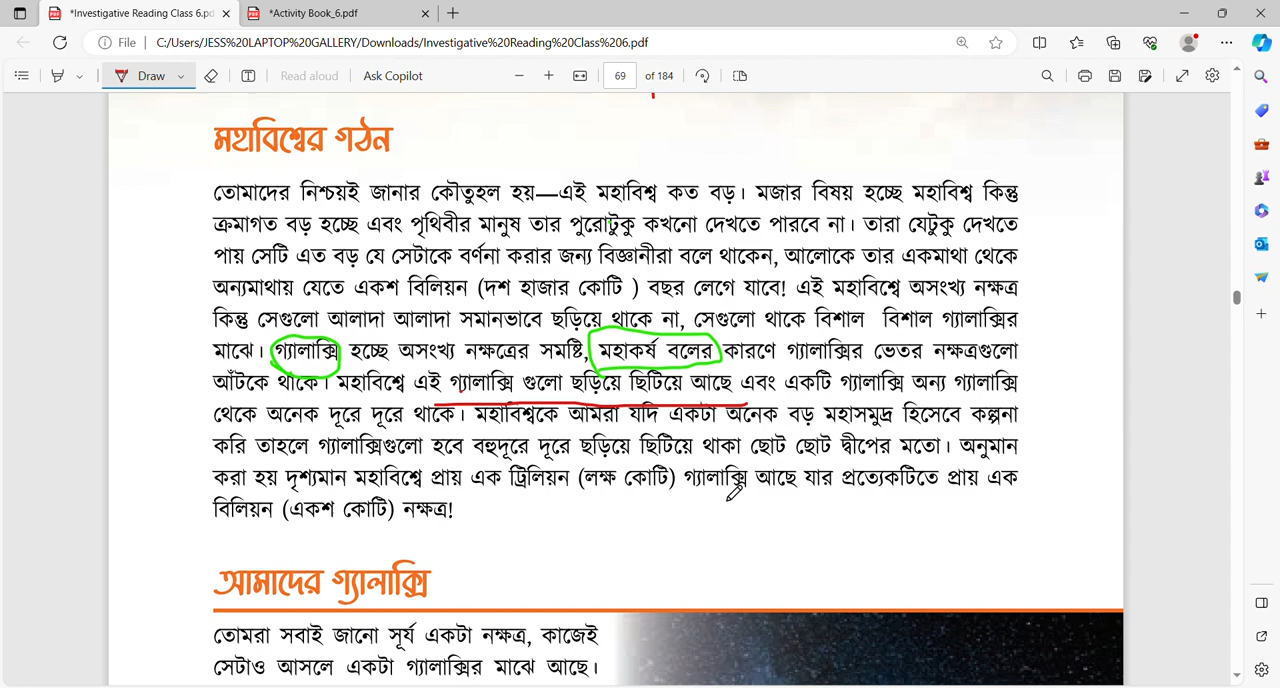 *Investigative Reading Class 6.pd
*Activity Book_6.pdf
File
C:/Users/JESS%20LAPTOP%20GALLERY/Downloads/Investigative%20Reading%20Class%206.pdf
Draw
Read aloud
Ask Copilot
69 of 184
মহাবিশ্বের গঠন
তোমাদের নিশ্চয়ই জানার কৌতুহল হয়—এই মহাবিশ্ব কত বড়। মজার বিষয় হচ্ছে মহাবিশ্ব কিন্তু
ক্রমাগত বড় হচ্ছে এবং পৃথিবীর মানুষ তার পুরোটুকু কখনো দেখতে পারবে না। তারা যেটুকু দেখতে
পায় সেটি এত বড় যে সেটাকে বর্ণনা করার জন্য বিজ্ঞানীরা বলে থাকেন, আলোকে তার একমাথা থেকে
অন্যমাথায় যেতে একশ বিলিয়ন (দশ হাজার কোটি ) বছর লেগে যাবে! এই মহাবিশ্বে অসংখ্য নক্ষত্র
কিন্তু সেগুলো আলাদা আলাদা সমানভাবে ছড়িয়ে থাকে না, সেগুলো থাকে বিশাল বিশাল গ্যালাক্সির
মাঝে। গ্যালাক্সি হচ্ছে অসংখ্য নক্ষত্রের সমষ্টি, মহাকর্ষ বলের কারণে গ্যালাক্সির ভেতর নক্ষত্রগুলো
আঁটকে থাকে। মহাবিশ্বে এই গ্যালাক্সি গুলো ছড়িয়ে ছিটিয়ে আছে এবং একটি গ্যালাক্সি অন্য গ্যালাক্সি
থেকে অনেক দূরে দূরে থাকে। মহাবিশ্বকে আমরা যদি একটা অনেক বড় মহাসমুদ্র হিসেবে কল্পনা
করি তাহলে গ্যালাক্সিগুলো হবে বহুদূরে দূরে ছড়িয়ে ছিটিয়ে থাকা ছোট ছোট দ্বীপের মতো। অনুমান
করা হয় দৃশ্যমান মহাবিশ্বে প্রায় এক ট্রিলিয়ন (লক্ষ কোটি) গ্যালাক্সি আছে যার প্রত্যেকটিতে প্রায় এক
বিলিয়ন (একশ কোটি) নক্ষত্র!
আমাদের গ্যালাক্সি
তোমরা সবাই জানো সূর্য একটা নক্ষত্র, কাজেই
সেটাও আসলে একটা গ্যালাক্সির মাঝে আছে।